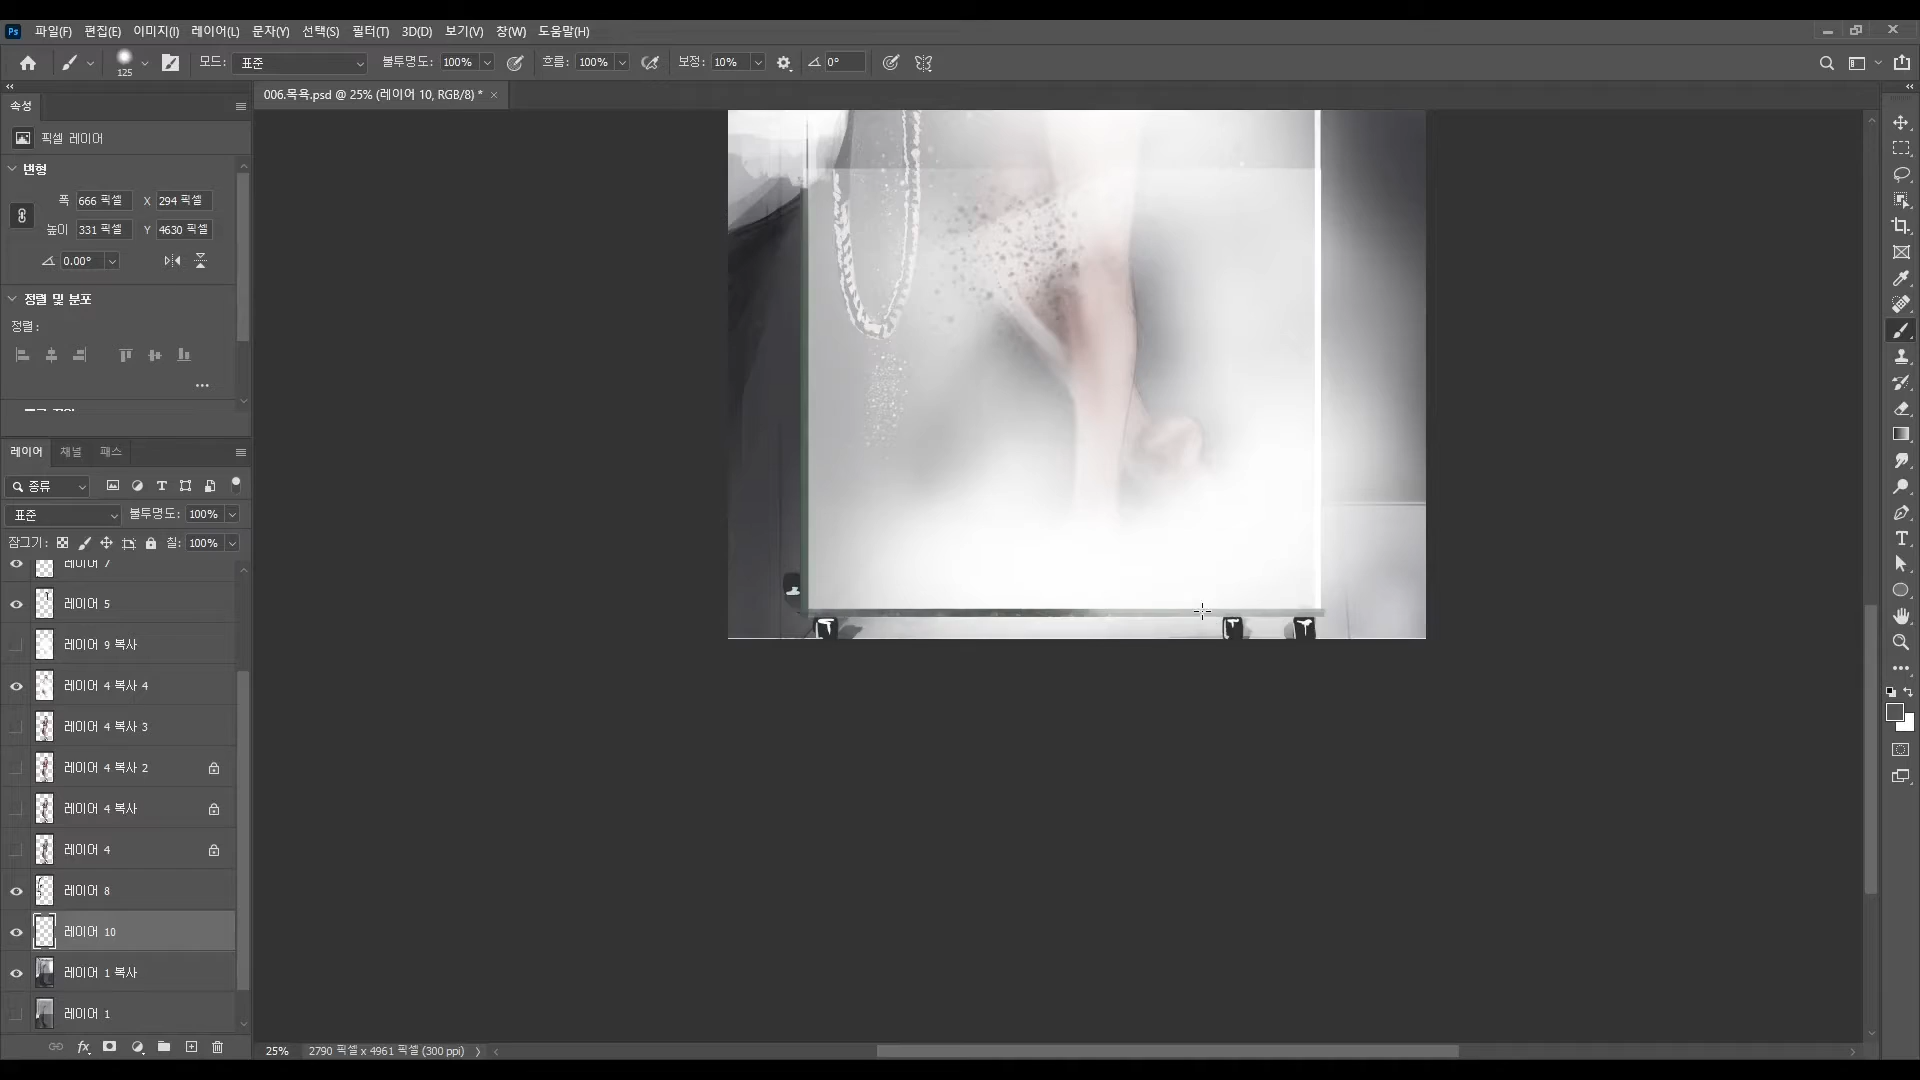 Ps 파일(F) 편집(E) 이미지(I) 레이어(L) 문자(Y) 선택(S) 필터(T) 3D(D) 보기(V) 창(W) 도움말(H)
125 모드: 표준 불투명도: 100% 흐름: 100% 보정: 10% 0°
006.목욕.psd @ 25% (레이어 10, RGB/8) *
속성
픽셀 레이어
변형
폭 666 픽셀 X 294 픽셀
높이 331 픽셀 Y 4630 픽셀
0.00°
정렬 및 분포
정렬:
레이어 채널 패스
종류 T
표준 불투명도: 100%
잠그기: 칠: 100%
레이어 7
레이어 5
레이어 9 복사
레이어 4 복사 4
레이어 4 복사 3
레이어 4 복사 2
레이어 4 복사
레이어 4
레이어 8
레이어 10
레이어 1 복사
레이어 1
fx
25% 2790 픽셀 x 4961 픽셀 (300 ppi)